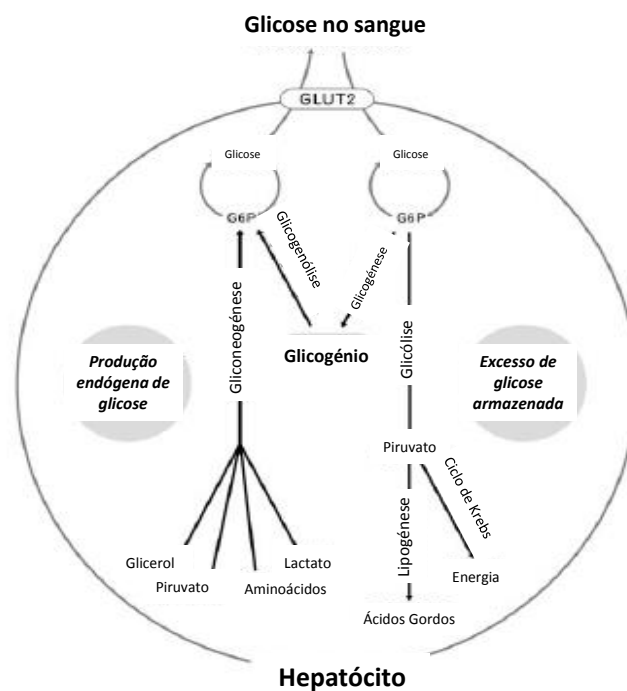 Glicose no sangue
GLUT2
Glicose
Glicose
G6P
G6P
Glicogenólise
Glicogénese
Gliconeogénese
Glicogénio
Glicólise
Produção
endógena de
glicose
Excesso de
glicose
armazenada
Piruvato
Ciclo de Krebs
Lipogénese
Glicerol
Lactato
Piruvato
Aminoácidos
Energia
Ácidos Gordos
Hepatócito